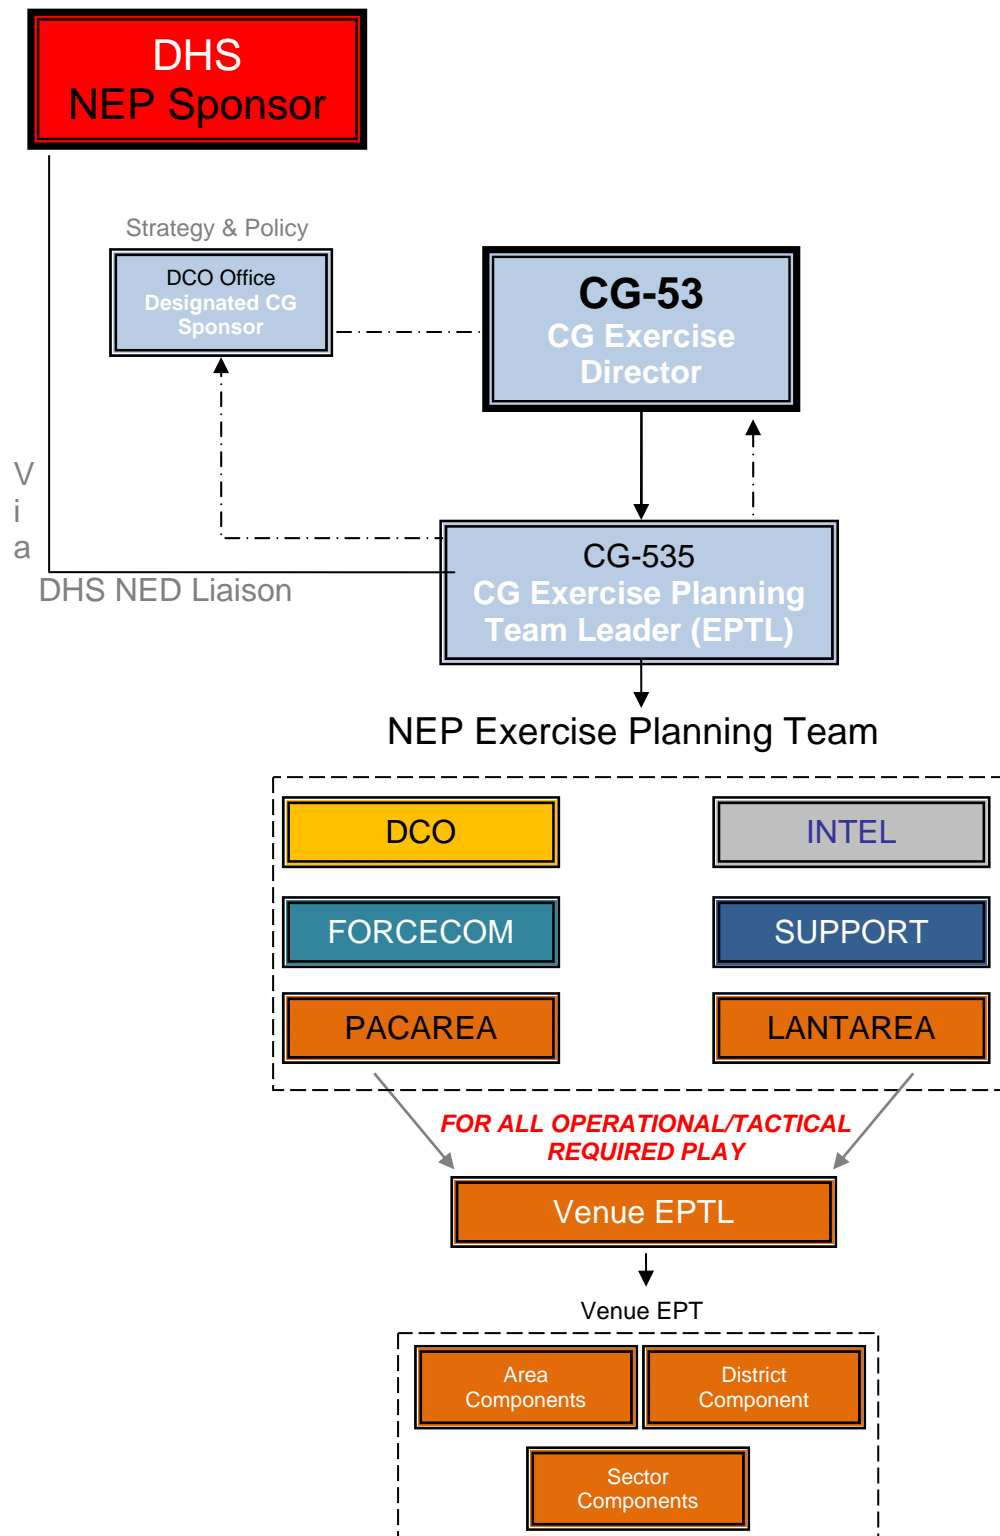 DHS
NEP Sponsor
Strategy & Policy
DCO Office
Designated CG
Sponsor
CG-53
CG Exercise
Director
Via
DHS NED Liaison
CG-535
CG Exercise Planning
Team Leader (EPTL)
NEP Exercise Planning Team
DCO
INTEL
FORCECOM
SUPPORT
PACAREA
LANTAREA
FOR ALL OPERATIONAL/TACTICAL
REQUIRED PLAY
Venue EPTL
Venue EPT
Area
Components
District
Component
Sector
Components